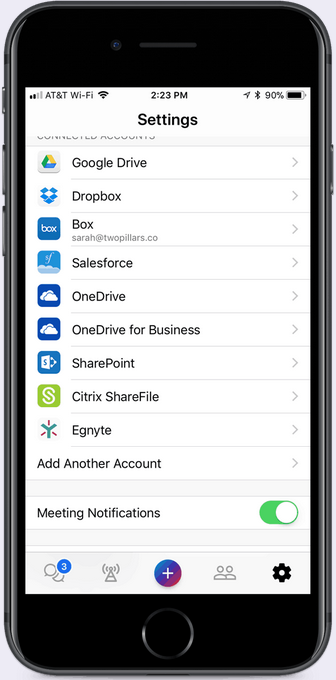 AT&T Wi-Fi 2:23 PM 90%
Settings
CONNECTED ACCOUNTS
Google Drive
Dropbox
box Box
sarah@twopillars.co
sf Salesforce
OneDrive
OneDrive for Business
S SharePoint
Citrix ShareFile
Egnyte
Add Another Account
Meeting Notifications
3